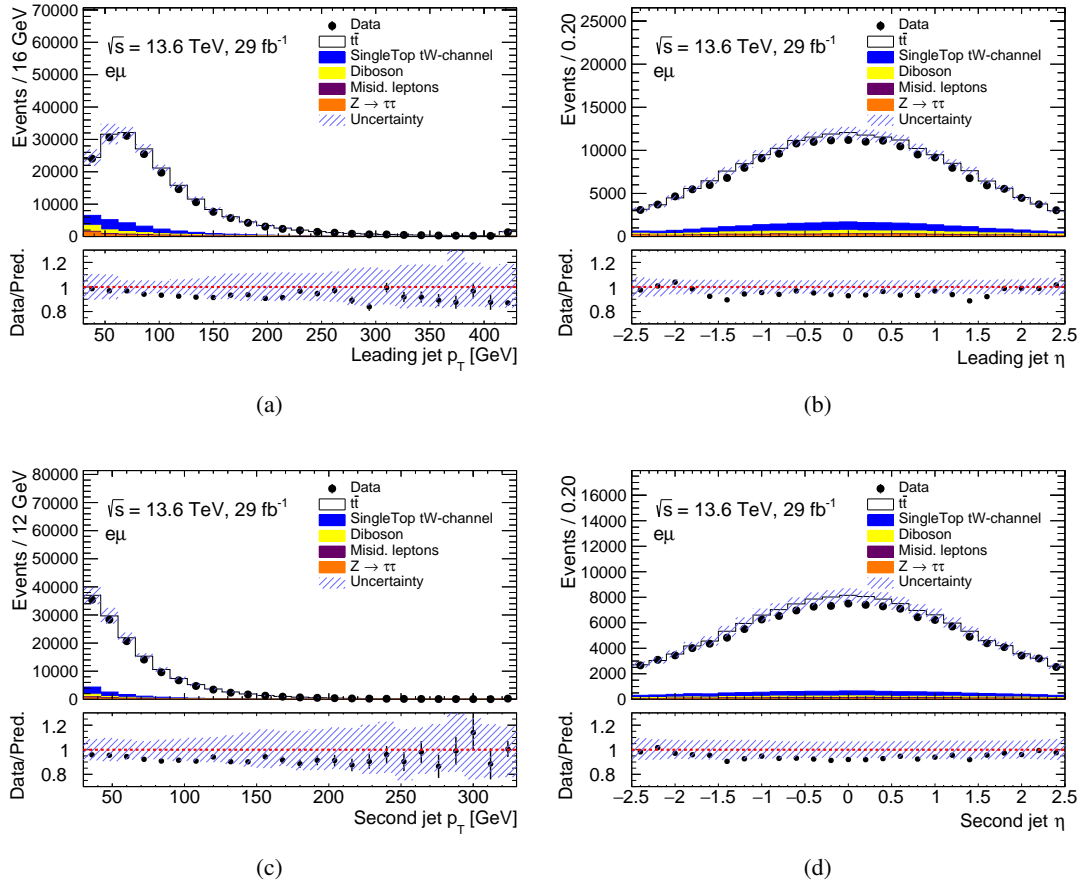 Events / 16 GeV
70000
60000
50000
40000
30000
20000
10000
0
√s = 13.6 TeV, 29 fb⁻¹
eμ
Data
tt̄
SingleTop tW-channel
Diboson
Misid. leptons
Z → ττ
Uncertainty
Data/Pred.
1.2
1
0.8
50 100 150 200 250 300 350 400
Leading jet p_T [GeV]
(a)
Events / 0.20
25000
20000
15000
10000
5000
0
√s = 13.6 TeV, 29 fb⁻¹
eμ
Data
tt̄
SingleTop tW-channel
Diboson
Misid. leptons
Z → ττ
Uncertainty
Data/Pred.
1.2
1
0.8
−2.5 −2 −1.5 −1 −0.5 0 0.5 1 1.5 2 2.5
Leading jet η
(b)
Events / 12 GeV
80000
70000
60000
50000
40000
30000
20000
10000
0
√s = 13.6 TeV, 29 fb⁻¹
eμ
Data
tt̄
SingleTop tW-channel
Diboson
Misid. leptons
Z → ττ
Uncertainty
Data/Pred.
1.2
1
0.8
50 100 150 200 250 300
Second jet p_T [GeV]
(c)
Events / 0.20
16000
14000
12000
10000
8000
6000
4000
2000
0
√s = 13.6 TeV, 29 fb⁻¹
eμ
Data
tt̄
SingleTop tW-channel
Diboson
Misid. leptons
Z → ττ
Uncertainty
Data/Pred.
1.2
1
0.8
−2.5 −2 −1.5 −1 −0.5 0 0.5 1 1.5 2 2.5
Second jet η
(d)